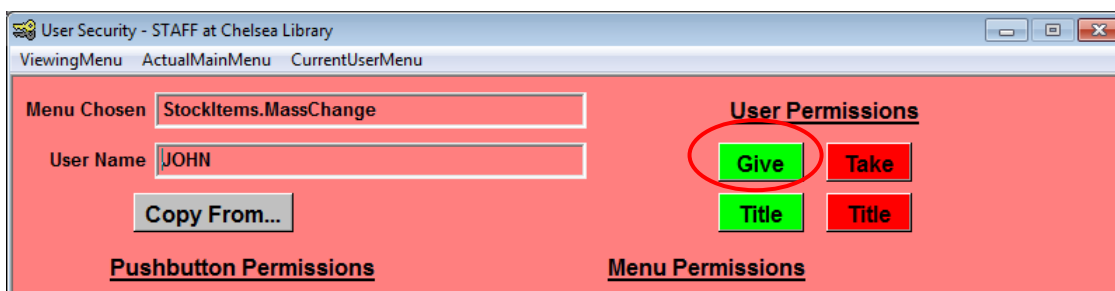 User Security - STAFF at Chelsea Library
ViewingMenu ActualMainMenu CurrentUserMenu
Menu Chosen StockItems.MassChange
User Permissions
User Name JOHN
Give Take
Copy From...
Title Title
Pushbutton Permissions
Menu Permissions